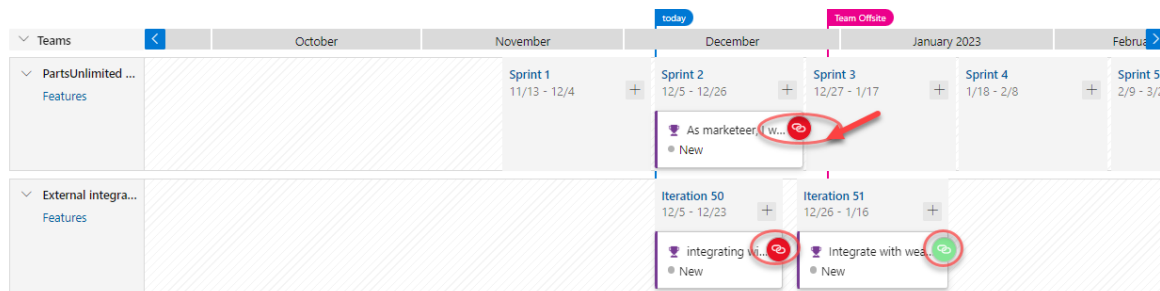 today
Team Offsite
Teams
October
November
December
January 2023
Februa
PartsUnlimited ...
Features
Sprint 1
11/13 - 12/4
Sprint 2
12/5 - 12/26
Sprint 3
12/27 - 1/17
Sprint 4
1/18 - 2/8
Sprint 5
2/9 - 3/2
As marketeer, I w...
New
External integra...
Features
Iteration 50
12/5 - 12/23
Iteration 51
12/26 - 1/16
integrating wi...
New
Integrate with wea...
New